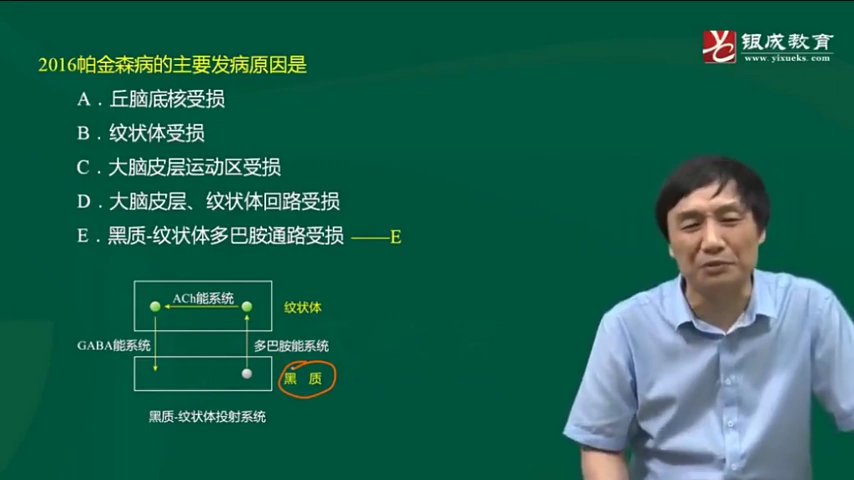 银成教育
www.yixueks.com
2016帕金森病的主要发病原因是
A．丘脑底核受损
B．纹状体受损
C．大脑皮层运动区受损
D．大脑皮层、纹状体回路受损
E．黑质-纹状体多巴胺通路受损 ——E
ACh能系统
纹状体
GABA能系统
多巴胺能系统
黑 质
黑质-纹状体投射系统